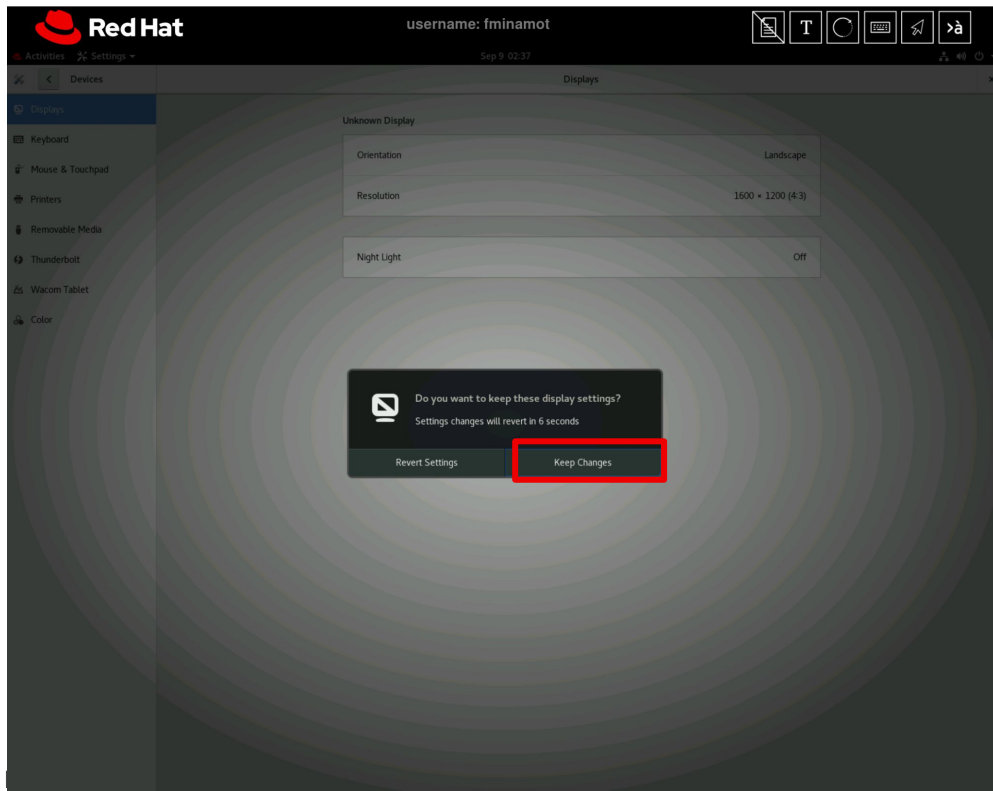 Red Hat
username: fminamot
T
>à
Activities Settings
Sep 9 02:37
Devices
Displays
Displays
Keyboard
Mouse & Touchpad
Printers
Removable Media
Thunderbolt
Wacom Tablet
Color
Unknown Display
Orientation Landscape
Resolution 1600 × 1200 (4:3)
Night Light Off
Do you want to keep these display settings?
Settings changes will revert in 6 seconds
Revert Settings Keep Changes